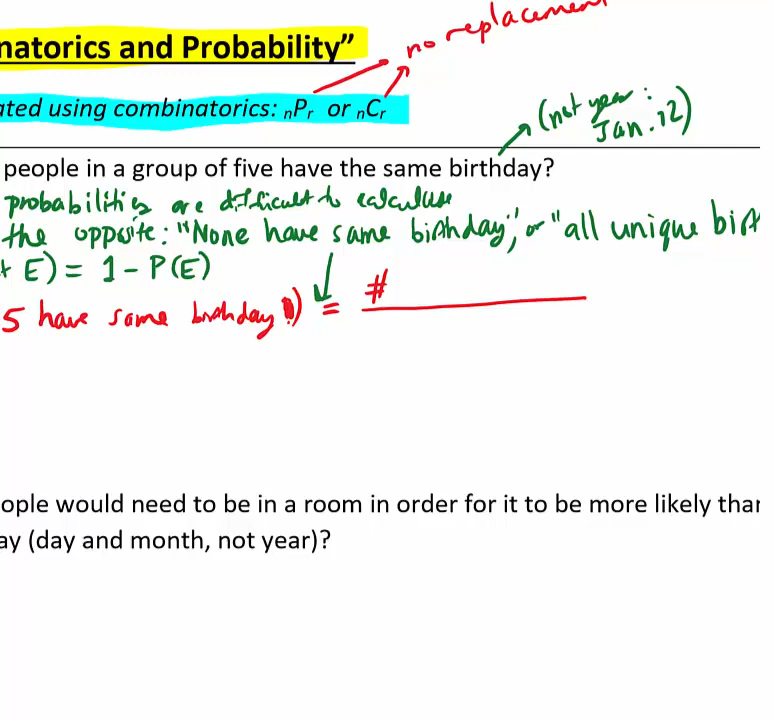 no replacement
natorics and Probability”
ated using combinatorics: nPr or nCr
(not year: Jan. 12)
people in a group of five have the same birthday?
probabilities are difficult to calculate
the opposite: "None have same birthday", or "all unique birt
t E) = 1 - P(E)
5 have same birthday) = #
ople would need to be in a room in order for it to be more likely than
ay (day and month, not year)?